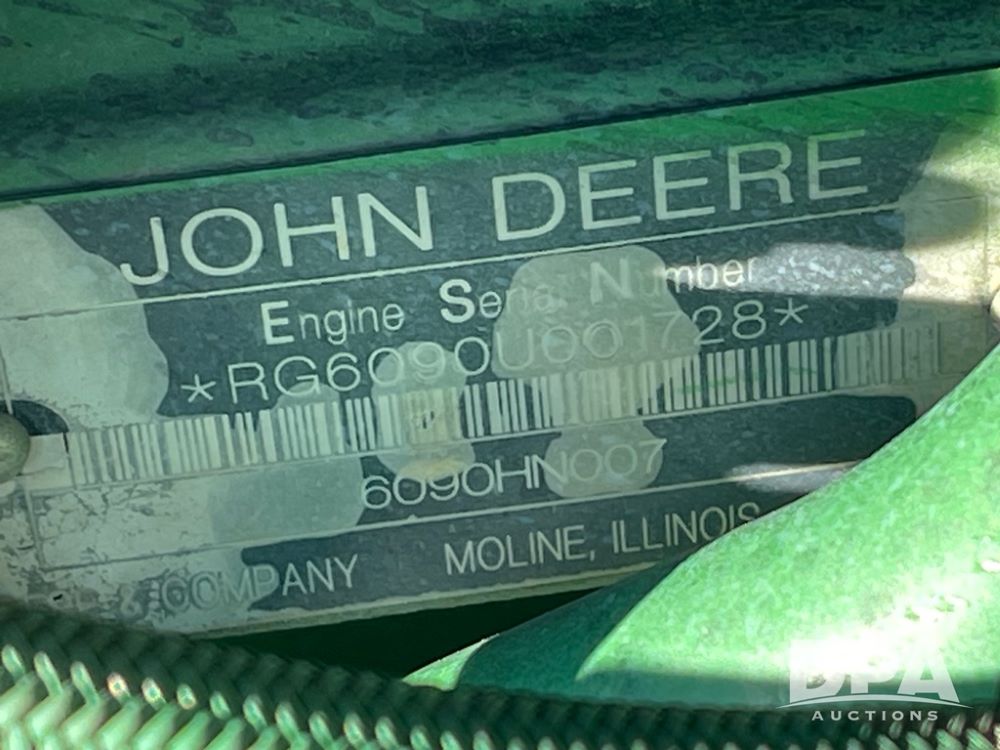 JOHN DEERE
Engine Serial Number
*RG6090U001728*
6090HN007
& COMPANY MOLINE, ILLINOIS
DPA
AUCTIONS